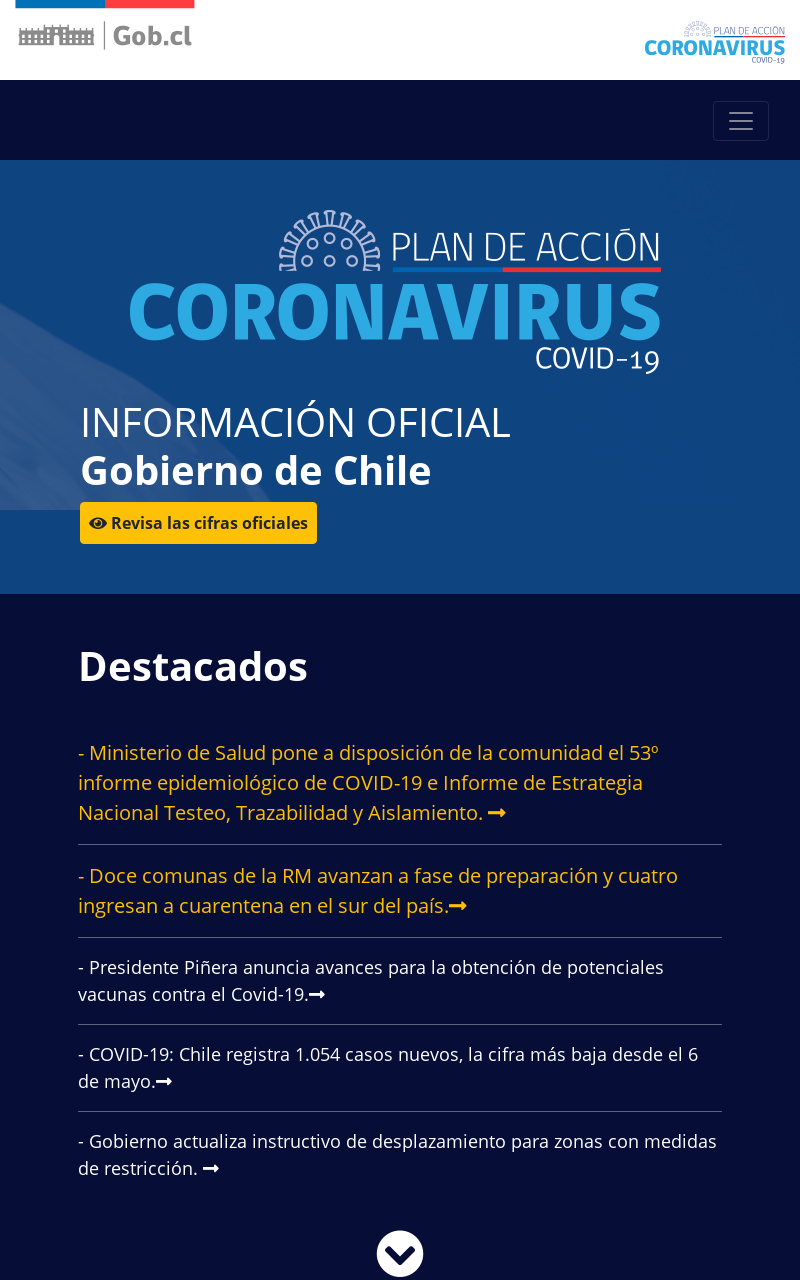 Gob.cl
PLAN DE ACCIÓN
CORONAVIRUS
COVID-19
PLAN DE ACCIÓN
CORONAVIRUS
COVID-19
INFORMACIÓN OFICIAL
Gobierno de Chile
Revisa las cifras oficiales
Destacados
- Ministerio de Salud pone a disposición de la comunidad el 53º
informe epidemiológico de COVID-19 e Informe de Estrategia
Nacional Testeo, Trazabilidad y Aislamiento.
- Doce comunas de la RM avanzan a fase de preparación y cuatro
ingresan a cuarentena en el sur del país.
- Presidente Piñera anuncia avances para la obtención de potenciales
vacunas contra el Covid-19.
- COVID-19: Chile registra 1.054 casos nuevos, la cifra más baja desde el 6
de mayo.
- Gobierno actualiza instructivo de desplazamiento para zonas con medidas
de restricción.